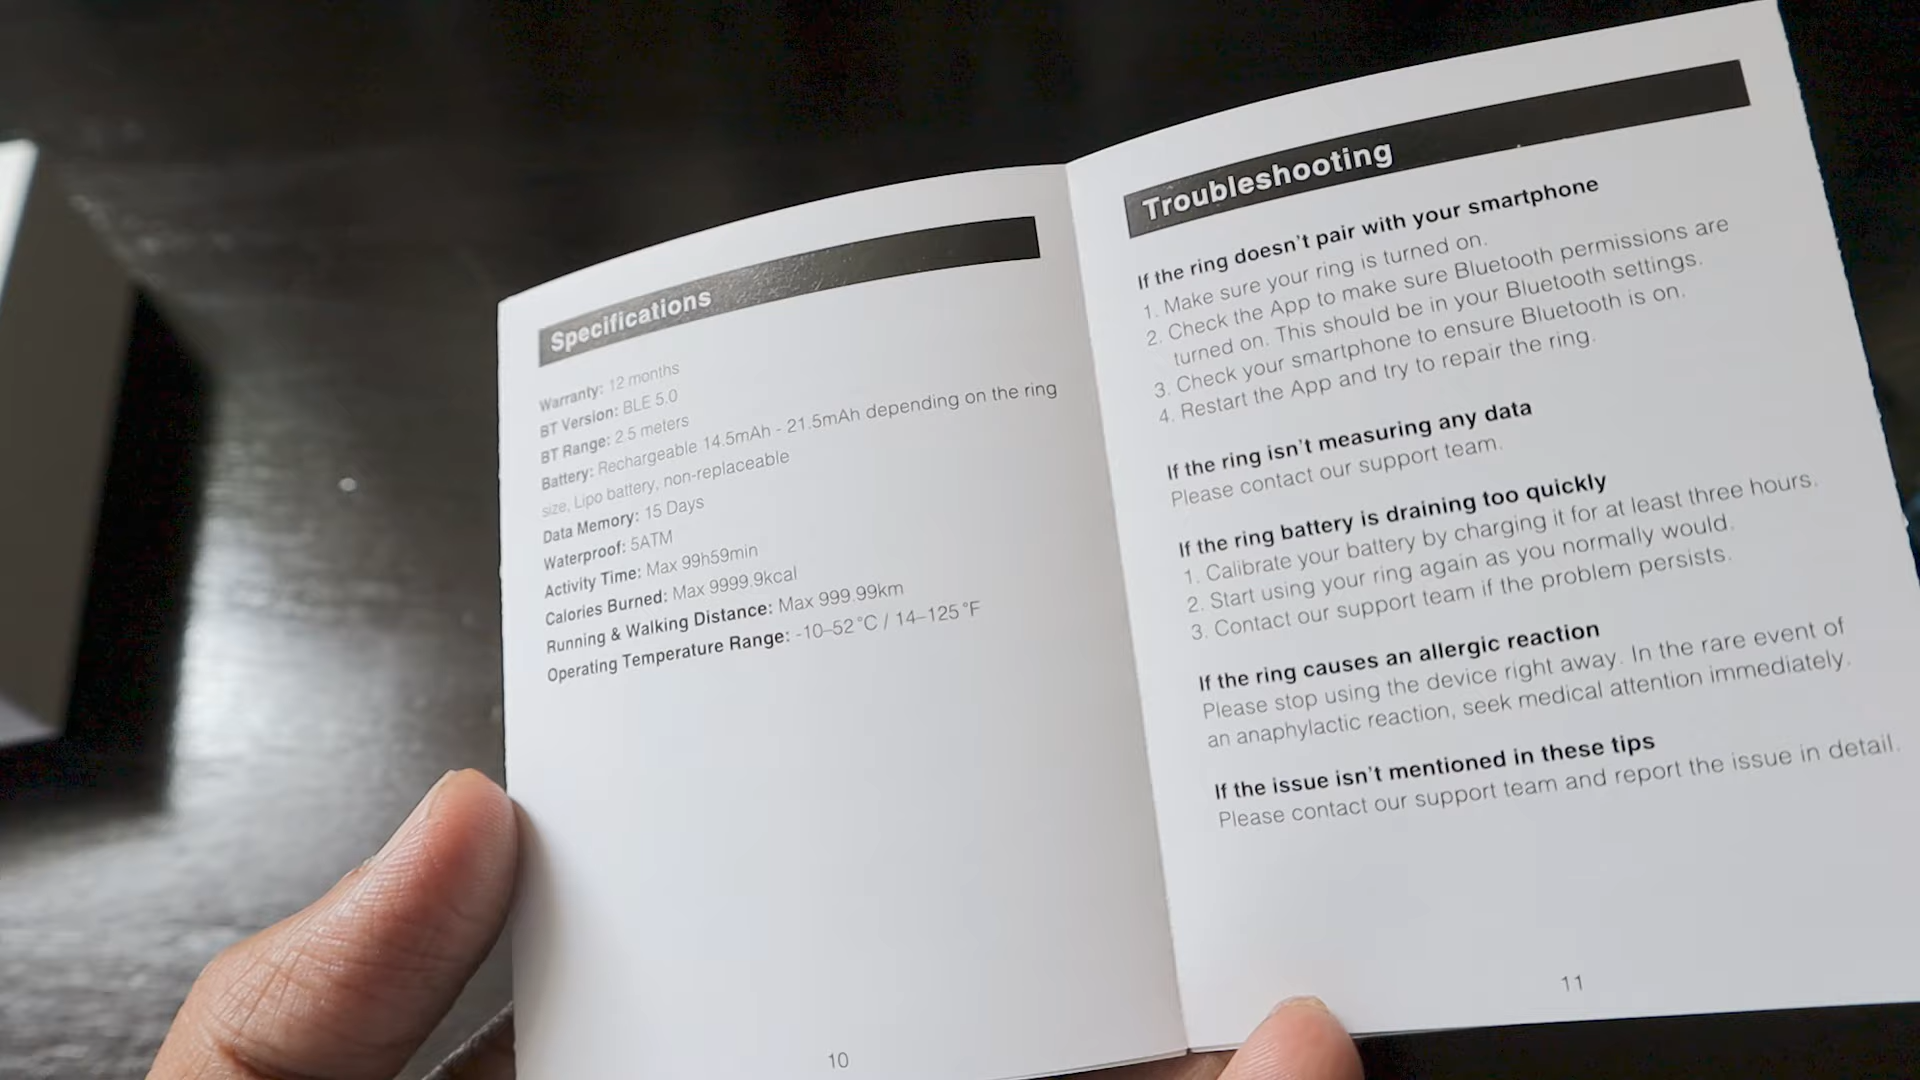 Specifications
Warranty: 12 months
BT Version: BLE 5.0
BT Range: 2.5 meters
Battery: Rechargeable 14.5mAh - 21.5mAh depending on the ring
size, Lipo battery, non-replaceable
Data Memory: 15 Days
Waterproof: 5ATM
Activity Time: Max 99h59min
Calories Burned: Max 9999.9kcal
Running & Walking Distance: Max 999.99km
Operating Temperature Range: -10–52°C / 14–125°F
10
Troubleshooting
If the ring doesn't pair with your smartphone
1. Make sure your ring is turned on.
2. Check the App to make sure Bluetooth permissions are
turned on. This should be in your Bluetooth settings.
3. Check your smartphone to ensure Bluetooth is on.
4. Restart the App and try to repair the ring.
If the ring isn't measuring any data
Please contact our support team.
If the ring battery is draining too quickly
1. Calibrate your battery by charging it for at least three hours.
2. Start using your ring again as you normally would.
3. Contact our support team if the problem persists.
If the ring causes an allergic reaction
Please stop using the device right away. In the rare event of
an anaphylactic reaction, seek medical attention immediately.
If the issue isn't mentioned in these tips
Please contact our support team and report the issue in detail.
11